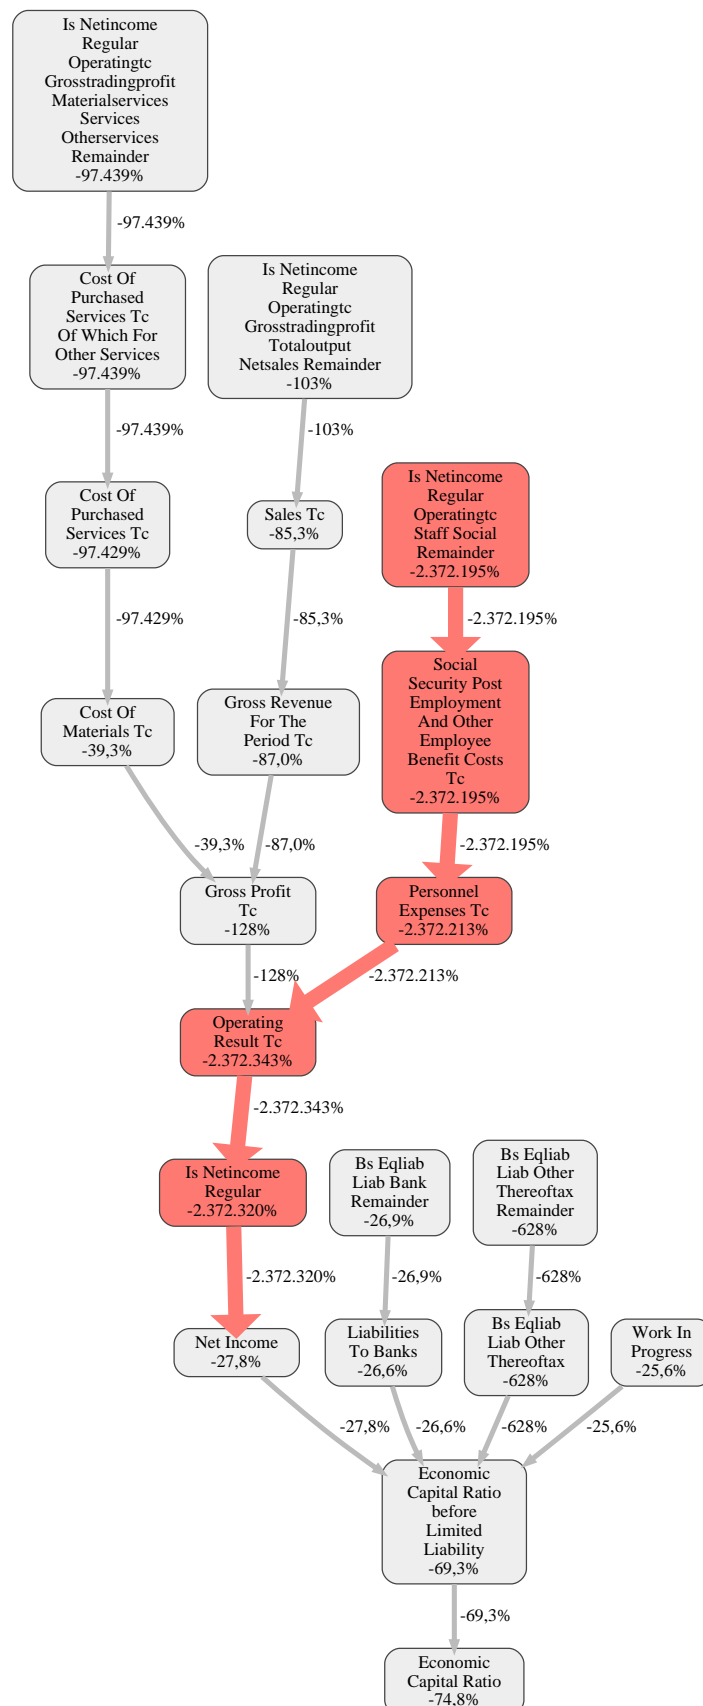 Is Netincome
Regular
Operatingtc
Grosstradingprofit
Materialservices
Services
Otherservices
Remainder
-97.439%
-97.439%
Cost Of
Purchased
Services Tc
Of Which For
Other Services
-97.439%
Is Netincome
Regular
Operatingtc
Grosstradingprofit
Totaloutput
Netsales Remainder
-103%
-97.439%
-103%
Cost Of
Purchased
Services Tc
-97.429%
Sales Tc
-85,3%
Is Netincome
Regular
Operatingtc
Staff Social
Remainder
-2.372.195%
-97.429%
-85,3%
-2.372.195%
Cost Of
Materials Tc
-39,3%
Gross Revenue
For The
Period Tc
-87,0%
Social
Security Post
Employment
And Other
Employee
Benefit Costs
Tc
-2.372.195%
-39,3%
-87,0%
-2.372.195%
Gross Profit
Tc
-128%
Personnel
Expenses Tc
-2.372.213%
-128%
-2.372.213%
Operating
Result Tc
-2.372.343%
-2.372.343%
Is Netincome
Regular
-2.372.320%
Bs Eqliab
Liab Bank
Remainder
-26,9%
Bs Eqliab
Liab Other
Thereoftax
Remainder
-628%
-2.372.320%
-26,9%
-628%
Net Income
-27,8%
Liabilities
To Banks
-26,6%
Bs Eqliab
Liab Other
Thereoftax
-628%
Work In
Progress
-25,6%
-27,8%
-26,6%
-628%
-25,6%
Economic
Capital Ratio
before
Limited
Liability
-69,3%
-69,3%
Economic
Capital Ratio
-74,8%